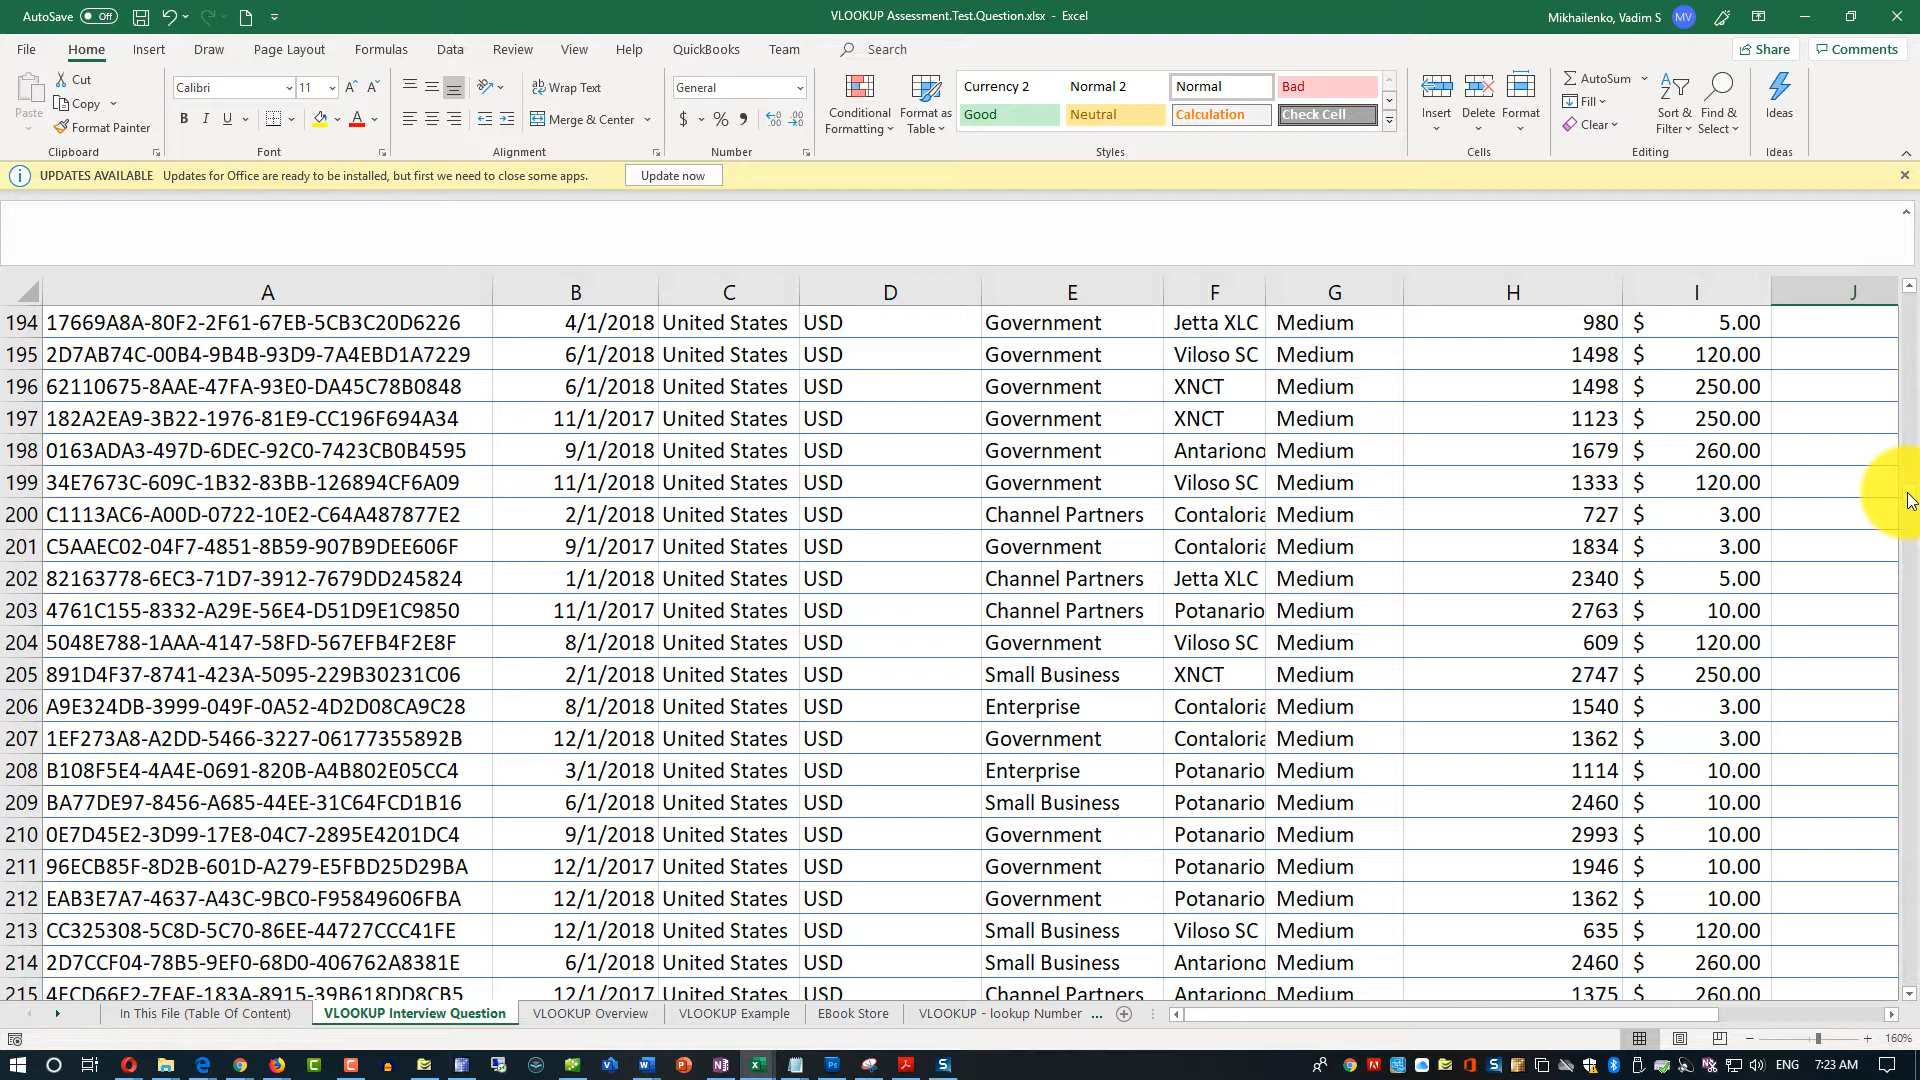 AutoSave Off VLOOKUP Assessment.Test.Question.xlsx - Excel Mikhailenko, Vadim S MV
File Home Insert Draw Page Layout Formulas Data Review View Help QuickBooks Team Search Share Comments
Paste Cut Copy Format Painter Clipboard
Calibri 11 B I U A Font
Wrap Text Merge & Center Alignment
General $ % Number
Conditional Formatting Format as Table
Currency 2 Normal 2 Normal Bad
Good Neutral Calculation Check Cell
Styles
Insert Delete Format Cells
AutoSum Fill Clear Sort & Filter Find & Select Editing
Ideas Ideas
UPDATES AVAILABLE Updates for Office are ready to be installed, but first we need to close some apps. Update now
A B C D E F G H I J
194 17669A8A-80F2-2F61-67EB-5CB3C20D6226 4/1/2018 United States USD Government Jetta XLC Medium 980 $ 5.00
195 2D7AB74C-00B4-9B4B-93D9-7A4EBD1A7229 6/1/2018 United States USD Government Viloso SC Medium 1498 $ 120.00
196 62110675-8AAE-47FA-93E0-DA45C78B0848 6/1/2018 United States USD Government XNCT Medium 1498 $ 250.00
197 182A2EA9-3B22-1976-81E9-CC196F694A34 11/1/2017 United States USD Government XNCT Medium 1123 $ 250.00
198 0163ADA3-497D-6DEC-92C0-7423CB0B4595 9/1/2018 United States USD Government Antariono Medium 1679 $ 260.00
199 34E7673C-609C-1B32-83BB-126894CF6A09 11/1/2018 United States USD Government Viloso SC Medium 1333 $ 120.00
200 C1113AC6-A00D-0722-10E2-C64A487877E2 2/1/2018 United States USD Channel Partners Contaloria Medium 727 $ 3.00
201 C5AAEC02-04F7-4851-8B59-907B9DEE606F 9/1/2017 United States USD Government Contaloria Medium 1834 $ 3.00
202 82163778-6EC3-71D7-3912-7679DD245824 1/1/2018 United States USD Channel Partners Jetta XLC Medium 2340 $ 5.00
203 4761C155-8332-A29E-56E4-D51D9E1C9850 11/1/2017 United States USD Channel Partners Potanario Medium 2763 $ 10.00
204 5048E788-1AAA-4147-58FD-567EFB4F2E8F 8/1/2018 United States USD Government Viloso SC Medium 609 $ 120.00
205 891D4F37-8741-423A-5095-229B30231C06 2/1/2018 United States USD Small Business XNCT Medium 2747 $ 250.00
206 A9E324DB-3999-049F-0A52-4D2D08CA9C28 8/1/2018 United States USD Enterprise Contaloria Medium 1540 $ 3.00
207 1EF273A8-A2DD-5466-3227-06177355892B 12/1/2018 United States USD Government Contaloria Medium 1362 $ 3.00
208 B108F5E4-4A4E-0691-820B-A4B802E05CC4 3/1/2018 United States USD Enterprise Potanario Medium 1114 $ 10.00
209 BA77DE97-8456-A685-44EE-31C64FCD1B16 6/1/2018 United States USD Small Business Potanario Medium 2460 $ 10.00
210 0E7D45E2-3D99-17E8-04C7-2895E4201DC4 9/1/2018 United States USD Government Potanario Medium 2993 $ 10.00
211 96ECB85F-8D2B-601D-A279-E5FBD25D29BA 12/1/2017 United States USD Government Potanario Medium 1946 $ 10.00
212 EAB3E7A7-4637-A43C-9BC0-F95849606FBA 12/1/2018 United States USD Government Potanario Medium 1362 $ 10.00
213 CC325308-5C8D-5C70-86EE-44727CCC41FE 12/1/2018 United States USD Small Business Viloso SC Medium 635 $ 120.00
214 2D7CCF04-78B5-9EF0-68D0-406762A8381E 6/1/2018 United States USD Small Business Antariono Medium 2460 $ 260.00
215 4ECD66E2-7EAE-183A-8915-39B618DD8CB5 12/1/2017 United States USD Channel Partners Antariono Medium 1375 $ 260.00
In This File (Table Of Content) VLOOKUP Interview Question VLOOKUP Overview VLOOKUP Example EBook Store VLOOKUP - lookup Number ...
160%
ENG 7:23 AM